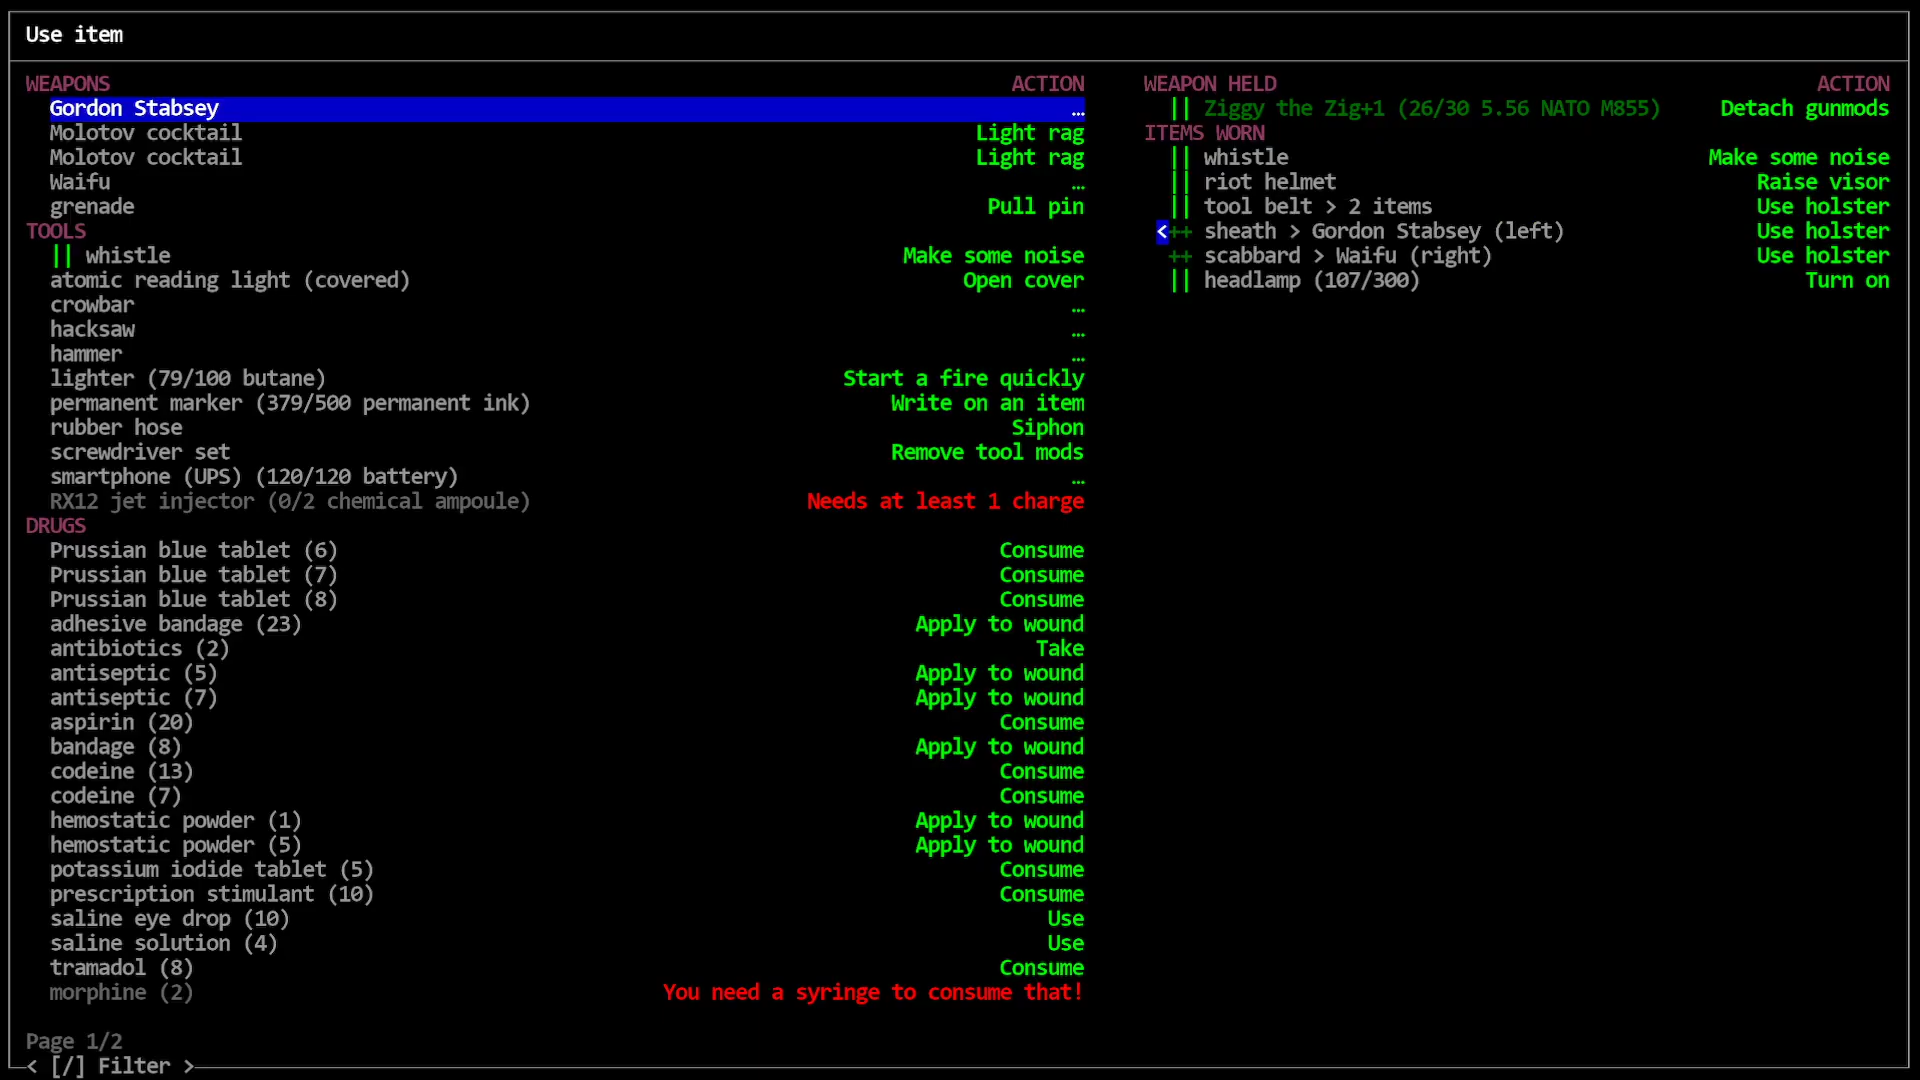 Use item
WEAPONS ACTION
Gordon Stabsey …
Molotov cocktail Light rag
Molotov cocktail Light rag
Waifu …
grenade Pull pin
TOOLS
|| whistle Make some noise
atomic reading light (covered) Open cover
crowbar …
hacksaw …
hammer …
lighter (79/100 butane) Start a fire quickly
permanent marker (379/500 permanent ink) Write on an item
rubber hose Siphon
screwdriver set Remove tool mods
smartphone (UPS) (120/120 battery) …
RX12 jet injector (0/2 chemical ampoule) Needs at least 1 charge
DRUGS
Prussian blue tablet (6) Consume
Prussian blue tablet (7) Consume
Prussian blue tablet (8) Consume
adhesive bandage (23) Apply to wound
antibiotics (2) Take
antiseptic (5) Apply to wound
antiseptic (7) Apply to wound
aspirin (20) Consume
bandage (8) Apply to wound
codeine (13) Consume
codeine (7) Consume
hemostatic powder (1) Apply to wound
hemostatic powder (5) Apply to wound
potassium iodide tablet (5) Consume
prescription stimulant (10) Consume
saline eye drop (10) Use
saline solution (4) Use
tramadol (8) Consume
morphine (2) You need a syringe to consume that!
WEAPON HELD ACTION
|| Ziggy the Zig+1 (26/30 5.56 NATO M855) Detach gunmods
ITEMS WORN
|| whistle Make some noise
|| riot helmet Raise visor
|| tool belt > 2 items Use holster
<++ sheath > Gordon Stabsey (left) Use holster
++ scabbard > Waifu (right) Use holster
|| headlamp (107/300) Turn on
Page 1/2
< [/] Filter >